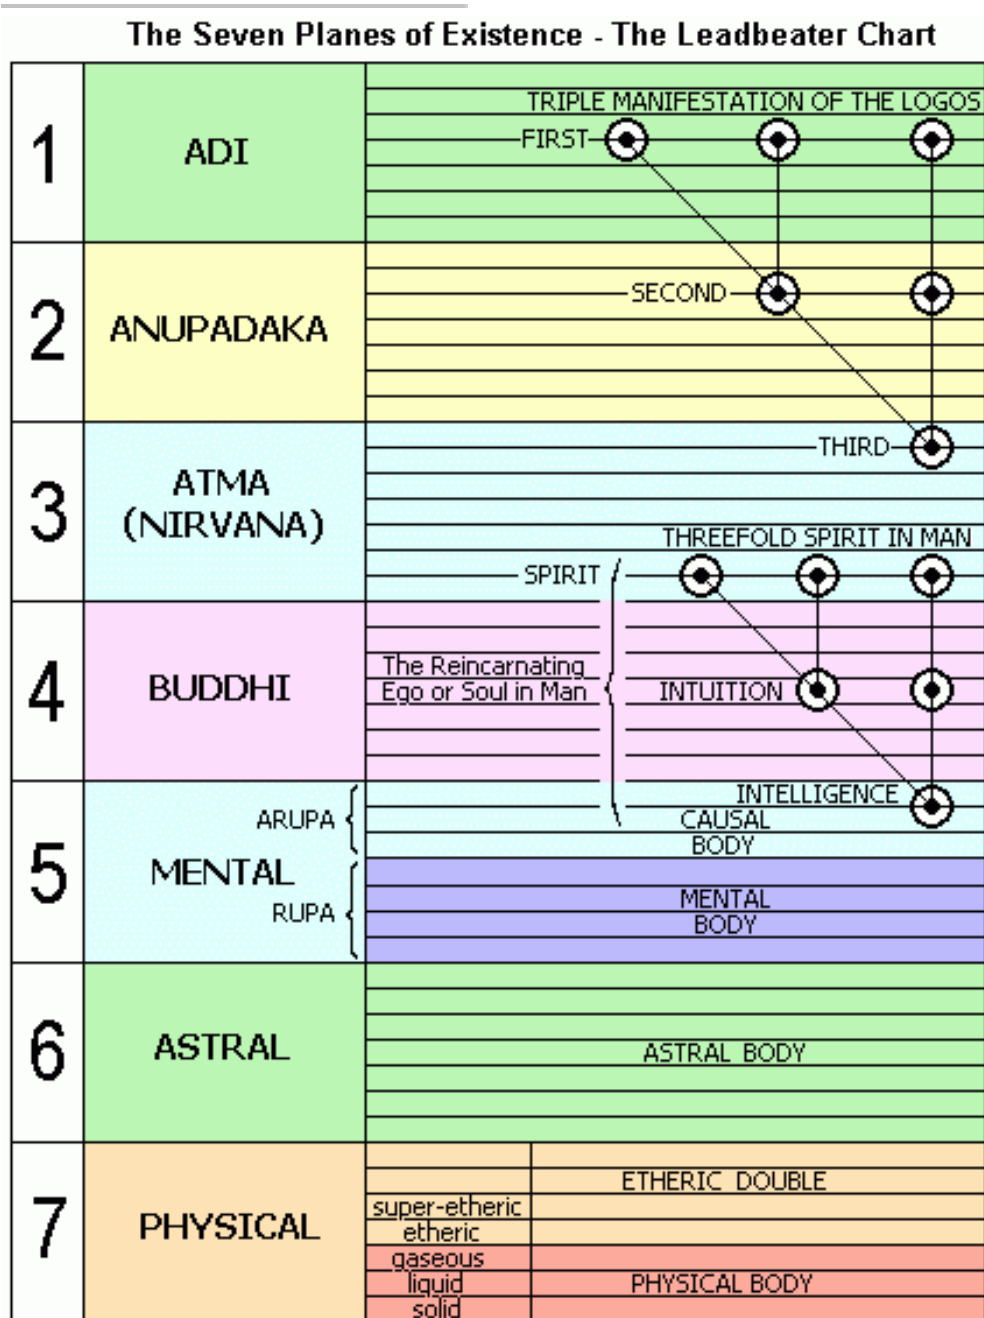 The Seven Planes of Existence - The Leadbeater Chart
1
ADI
TRIPLE MANIFESTATION OF THE LOGOS
FIRST
2
ANUPADAKA
SECOND
3
ATMA
(NIRVANA)
THIRD
THREEFOLD SPIRIT IN MAN
SPIRIT
4
BUDDHI
The Reincarnating
Ego or Soul in Man
INTUITION
5
MENTAL
ARUPA
RUPA
INTELLIGENCE
CAUSAL
BODY
MENTAL
BODY
6
ASTRAL
ASTRAL BODY
7
PHYSICAL
ETHERIC DOUBLE
super-etheric
etheric
gaseous
liquid
solid
PHYSICAL BODY